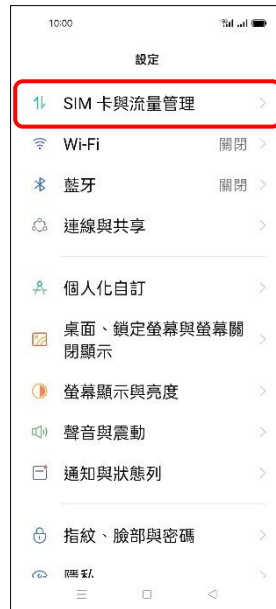 10:00
設定
SIM 卡與流量管理
Wi-Fi 關閉
藍牙 關閉
連線與共享
個人化自訂
桌面、鎖定螢幕與螢幕關
閉顯示
螢幕顯示與亮度
聲音與震動
通知與狀態列
指紋、臉部與密碼
隱私